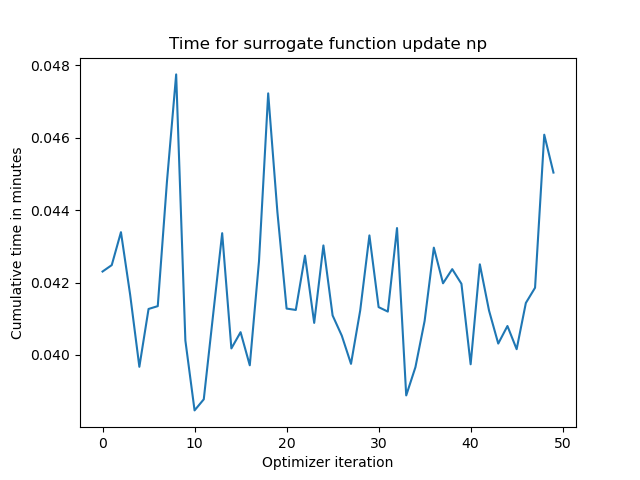 Time for surrogate function update np
0.048
0.046
0.044
0.042
0.040
Cumulative time in minutes
0 10 20 30 40 50
Optimizer iteration